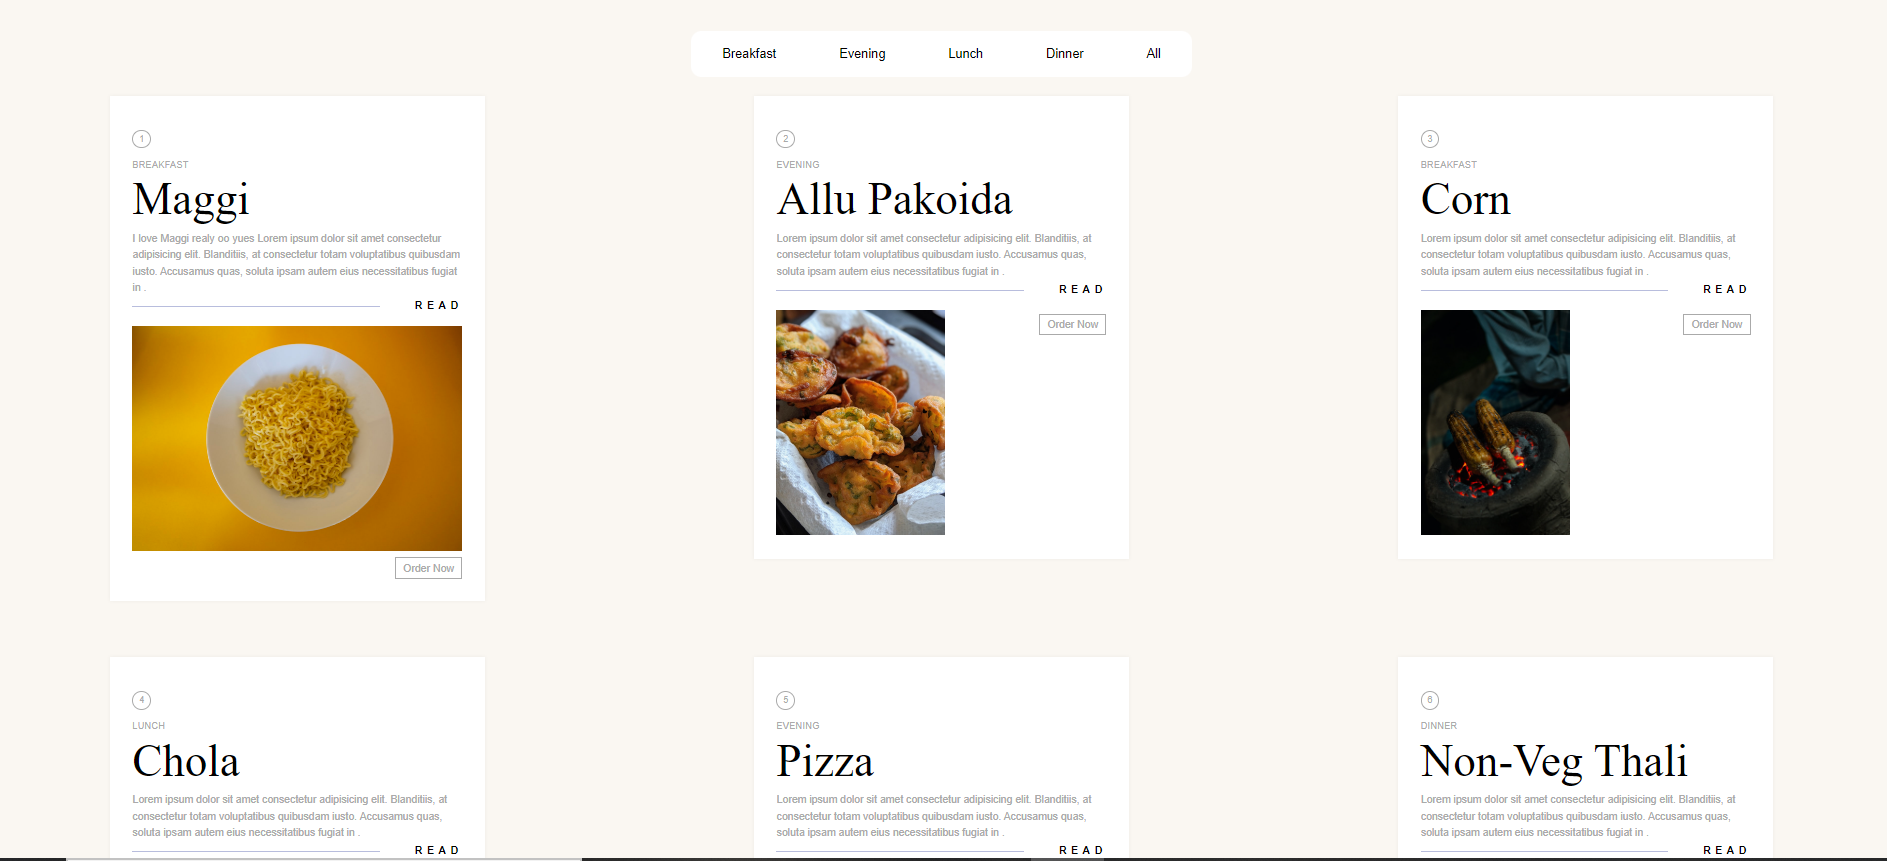 Breakfast Evening Lunch Dinner All
1
BREAKFAST
Maggi
I love Maggi realy oo yues Lorem ipsum dolor sit amet consectetur
adipisicing elit. Blanditiis, at consectetur totam voluptatibus quibusdam
iusto. Accusamus quas, soluta ipsam autem eius necessitatibus fugiat
in .
READ
Order Now
2
EVENING
Allu Pakoida
Lorem ipsum dolor sit amet consectetur adipisicing elit. Blanditiis, at
consectetur totam voluptatibus quibusdam iusto. Accusamus quas,
soluta ipsam autem eius necessitatibus fugiat in .
READ
Order Now
3
BREAKFAST
Corn
Lorem ipsum dolor sit amet consectetur adipisicing elit. Blanditiis, at
consectetur totam voluptatibus quibusdam iusto. Accusamus quas,
soluta ipsam autem eius necessitatibus fugiat in .
READ
Order Now
4
LUNCH
Chola
Lorem ipsum dolor sit amet consectetur adipisicing elit. Blanditiis, at
consectetur totam voluptatibus quibusdam iusto. Accusamus quas,
soluta ipsam autem eius necessitatibus fugiat in .
READ
5
EVENING
Pizza
Lorem ipsum dolor sit amet consectetur adipisicing elit. Blanditiis, at
consectetur totam voluptatibus quibusdam iusto. Accusamus quas,
soluta ipsam autem eius necessitatibus fugiat in .
READ
6
DINNER
Non-Veg Thali
Lorem ipsum dolor sit amet consectetur adipisicing elit. Blanditiis, at
consectetur totam voluptatibus quibusdam iusto. Accusamus quas,
soluta ipsam autem eius necessitatibus fugiat in .
READ